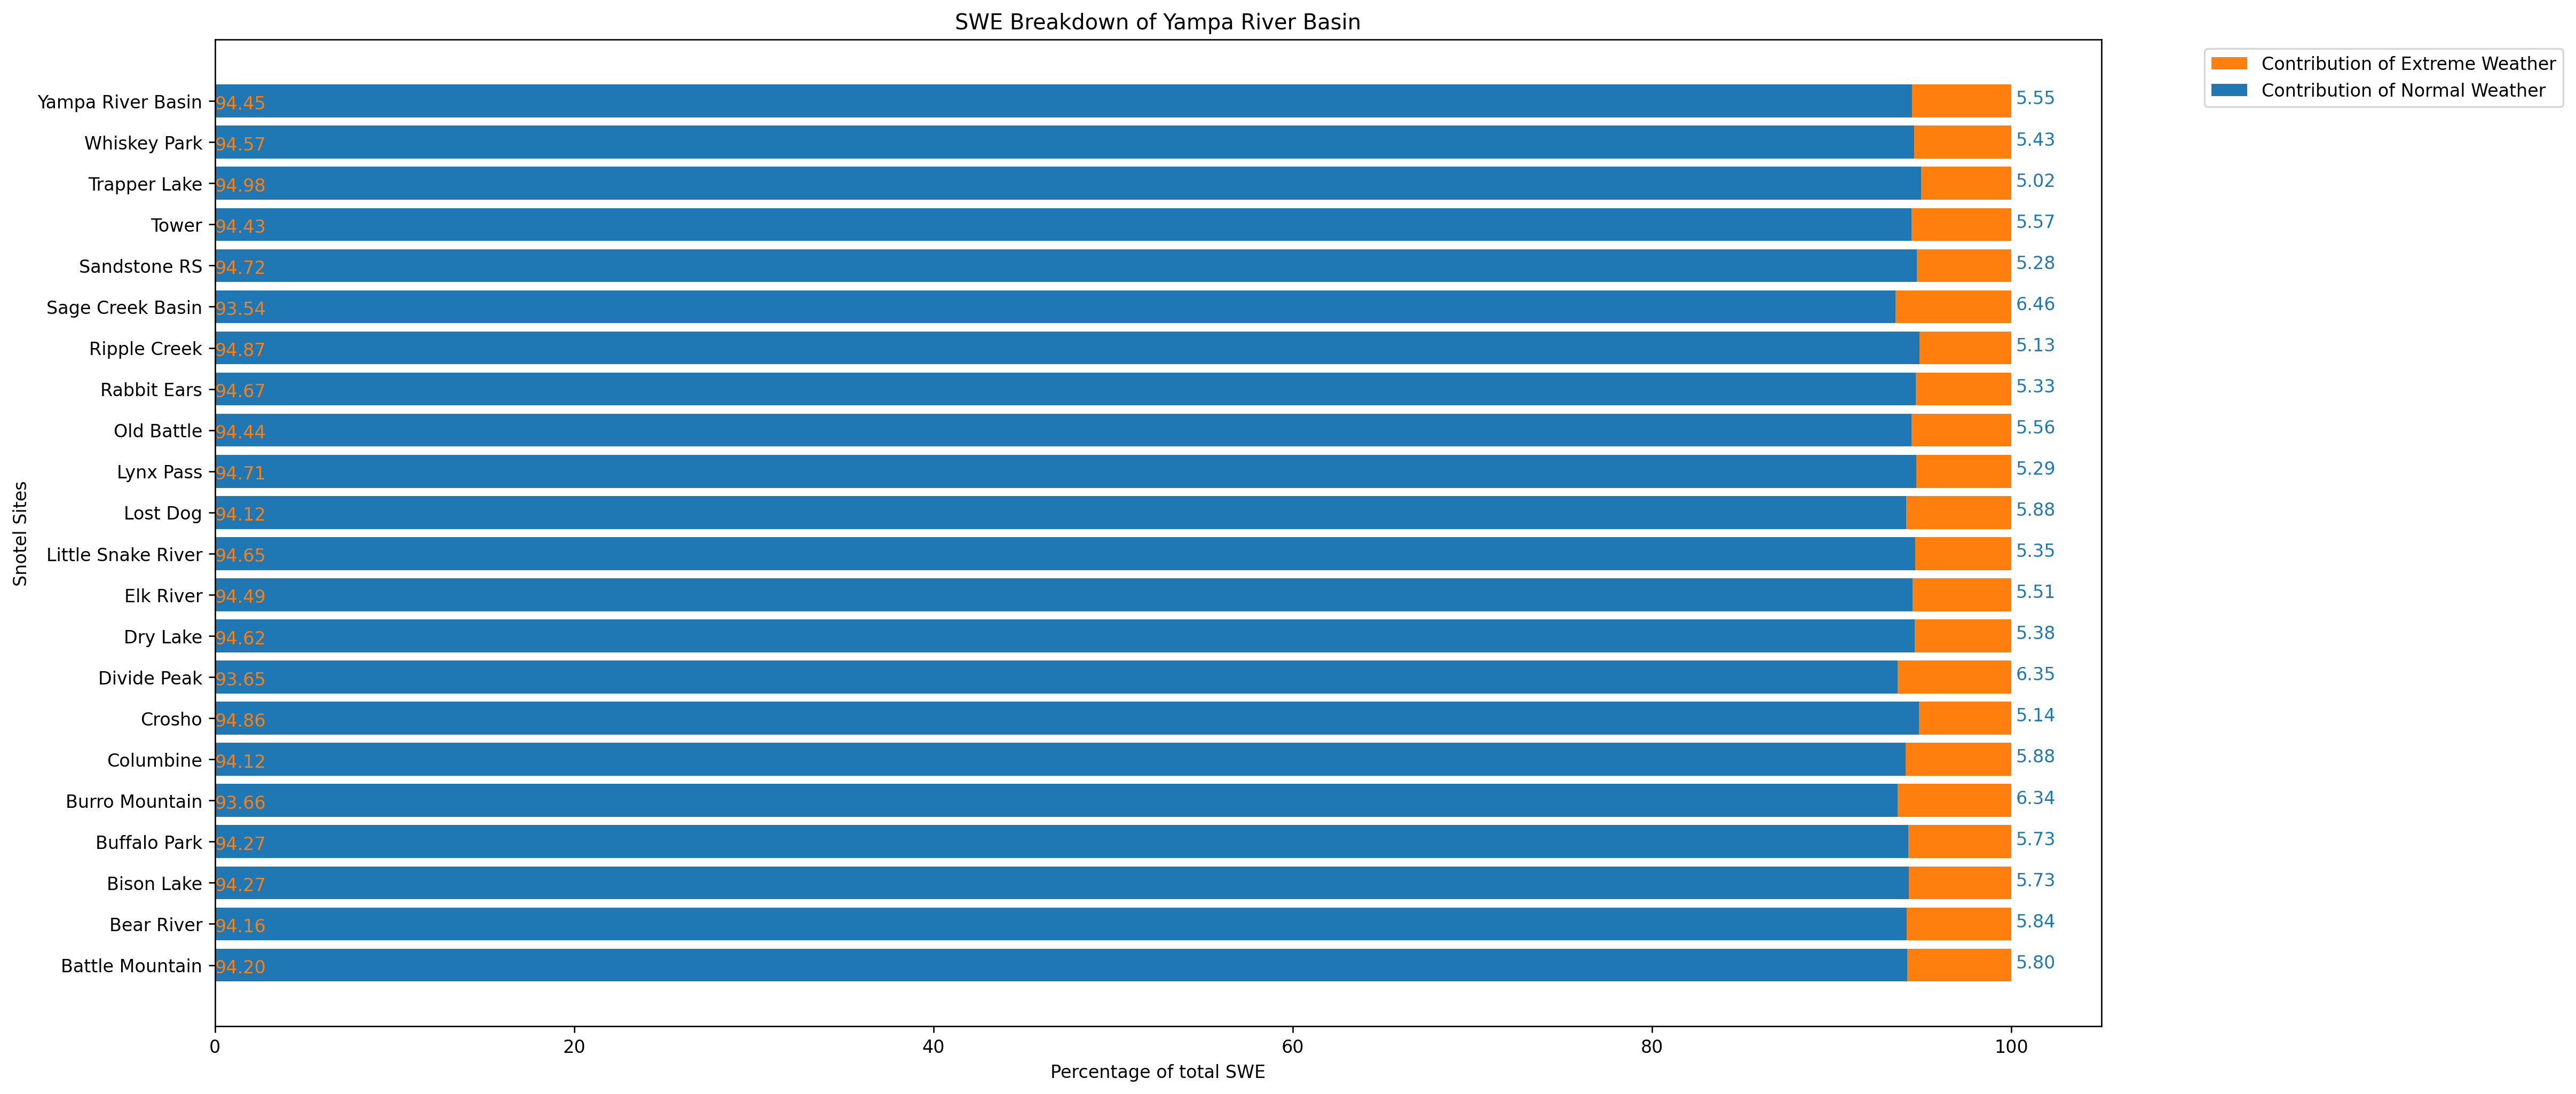 SWE Breakdown of Yampa River Basin
Contribution of Extreme Weather
Contribution of Normal Weather
Yampa River Basin 94.45 5.55
Whiskey Park 94.57 5.43
Trapper Lake 94.98 5.02
Tower 94.43 5.57
Sandstone RS 94.72 5.28
Sage Creek Basin 93.54 6.46
Ripple Creek 94.87 5.13
Rabbit Ears 94.67 5.33
Old Battle 94.44 5.56
Lynx Pass 94.71 5.29
Lost Dog 94.12 5.88
Little Snake River 94.65 5.35
Elk River 94.49 5.51
Dry Lake 94.62 5.38
Divide Peak 93.65 6.35
Crosho 94.86 5.14
Columbine 94.12 5.88
Burro Mountain 93.66 6.34
Buffalo Park 94.27 5.73
Bison Lake 94.27 5.73
Bear River 94.16 5.84
Battle Mountain 94.20 5.80
Snotel Sites
0 20 40 60 80 100
Percentage of total SWE